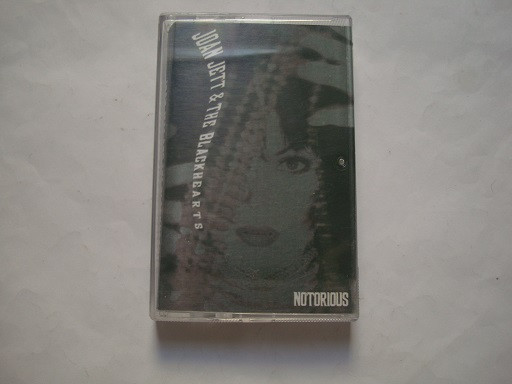 JOAN JETT & THE BLACKHEARTS
NOTORIOUS